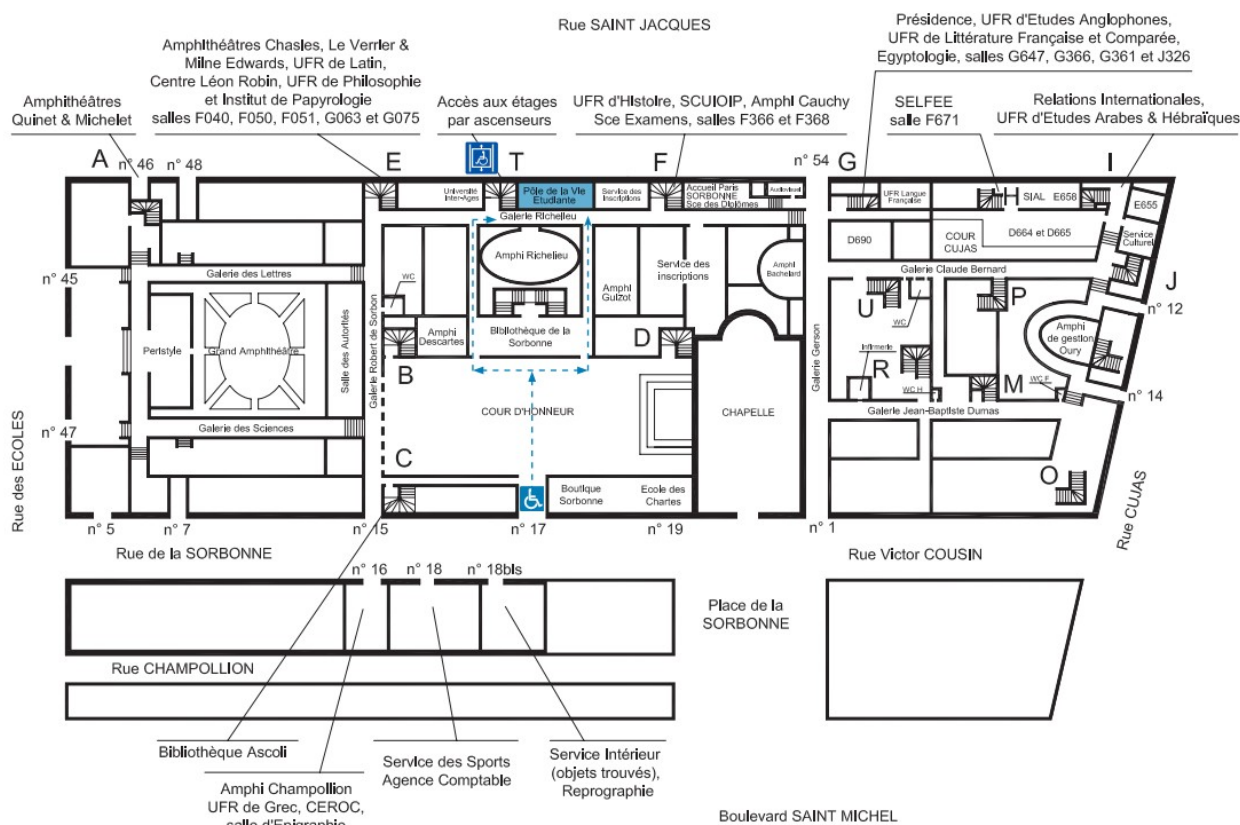 Rue SAINT JACQUES
Présidence, UFR d'Etudes Anglophones,
UFR de Littérature Française et Comparée,
Egyptologie, salles G647, G366, G361 et J326
Amphithéâtres Chasles, Le Verrier &
Milne Edwards, UFR de Latin,
Centre Léon Robin, UFR de Philosophie
et Institut de Papyrologie
salles F040, F050, F051, G063 et G075
Amphithéâtres
Quinet & Michelet
Accès aux étages
par ascenseurs
UFR d'Histoire, SCUIOIP, Amphi Cauchy
Sce Examens, salles F366 et F368
SELFEE
salle F671
Relations Internationales,
UFR d'Etudes Arabes & Hébraïques
A
n° 46
n° 48
E
T
F
n° 54
G
I
Université
Inter-Ages
Pôle de la Vie
Etudiante
Service des
Inscriptions
Accueil Paris
SORBONNE
Sce des Diplômes
Audiovisuel
UFR Langue
Française
H
SIAL
E658
E655
Galerie Richelieu
D690
COUR
CUJAS
D664 et D665
Service
Culturel
n° 45
Galerie des Lettres
WC
Amphi Richelieu
Amphi
Guizot
Service des
inscriptions
Amphi
Bachelard
Galerie Claude Bernard
J
n° 12
Peristyle
Grand Amphithéâtre
Salle des Autorités
Galerie Robert de Sorbon
Amphi
Descartes
Bibliothèque de la
Sorbonne
D
B
Galerie Gerson
U
WC
P
Amphi
de gestion
Oury
Infirmerie
R
WC H
M
WC F
n° 14
COUR D'HONNEUR
CHAPELLE
Galerie Jean-Baptiste Dumas
n° 47
Galerie des Sciences
C
O
Rue des ECOLES
Boutique
Sorbonne
Ecole des
Chartes
Rue CUJAS
n° 5
n° 7
n° 15
n° 17
n° 19
n° 1
Rue de la SORBONNE
Rue Victor COUSIN
n° 16
n° 18
n° 18bis
Place de la
SORBONNE
Rue CHAMPOLLION
Bibliothèque Ascoli
Service des Sports
Agence Comptable
Service Intérieur
(objets trouvés),
Reprographie
Amphi Champollion
UFR de Grec, CEROC,
salle d'Epigraphie
Boulevard SAINT MICHEL